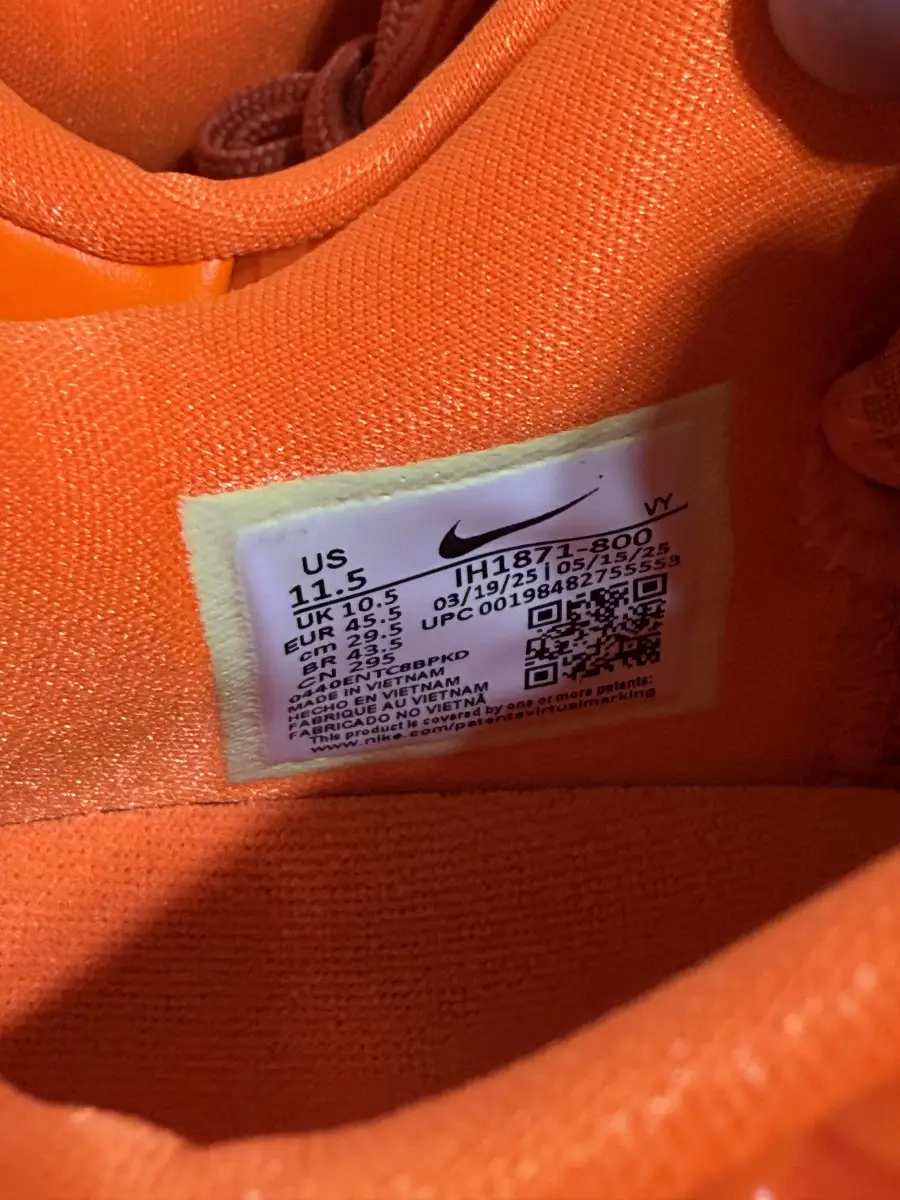 VY
US
11.5
IH1871-800
UK 10.5
03/19/25 | 05/15/25
EUR 45.5
UPC 00198482755553
cm 29.5
BR 43.5
CN 295
0440ENTC8BPKD
MADE IN VIETNAM
HECHO EN VIETNAM
FABRIQUE AU VIETNAM
FABRICADO NO VIETNÃ
This product is covered by one or more patents:
www.nike.com/patentsvirtualmarking